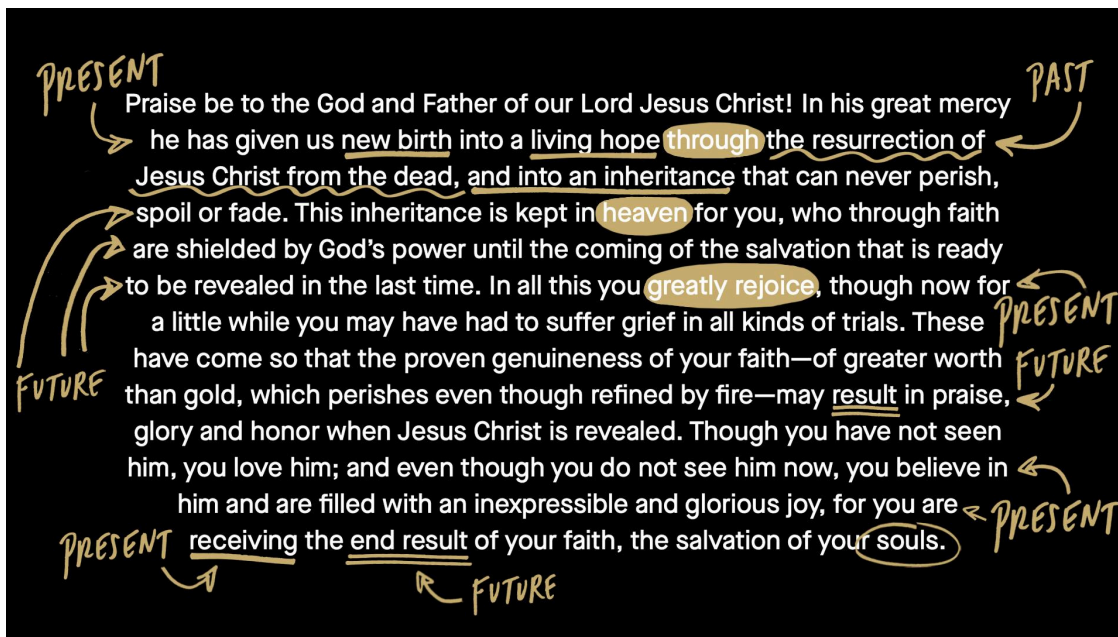 PRESENT
PAST
Praise be to the God and Father of our Lord Jesus Christ! In his great mercy
he has given us new birth into a living hope through the resurrection of
Jesus Christ from the dead, and into an inheritance that can never perish,
spoil or fade. This inheritance is kept in heaven for you, who through faith
are shielded by God’s power until the coming of the salvation that is ready
to be revealed in the last time. In all this you greatly rejoice, though now for
PRESENT
a little while you may have had to suffer grief in all kinds of trials. These
have come so that the proven genuineness of your faith—of greater worth
FUTURE
FUTURE
than gold, which perishes even though refined by fire—may result in praise,
glory and honor when Jesus Christ is revealed. Though you have not seen
him, you love him; and even though you do not see him now, you believe in
him and are filled with an inexpressible and glorious joy, for you are
PRESENT
PRESENT
receiving the end result of your faith, the salvation of your souls.
FUTURE